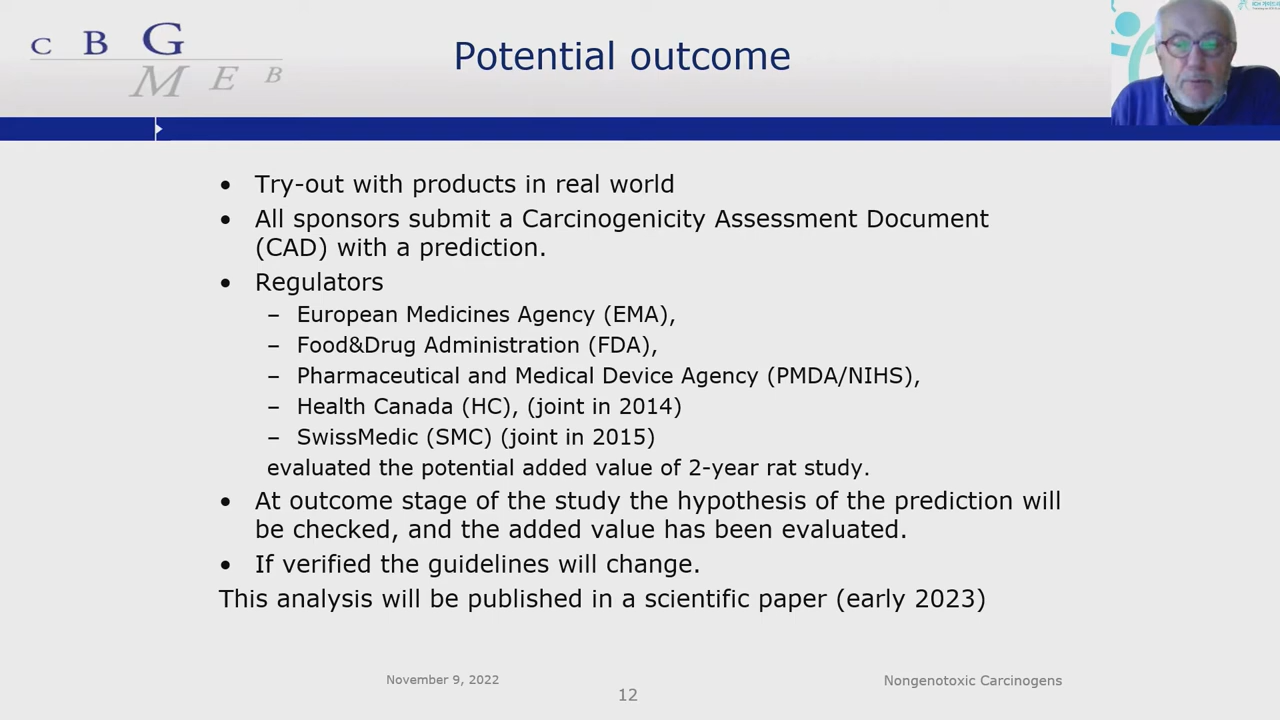 C B G
M E B
Potential outcome
• Try-out with products in real world
• All sponsors submit a Carcinogenicity Assessment Document
(CAD) with a prediction.
• Regulators
– European Medicines Agency (EMA),
– Food&Drug Administration (FDA),
– Pharmaceutical and Medical Device Agency (PMDA/NIHS),
– Health Canada (HC), (joint in 2014)
– SwissMedic (SMC) (joint in 2015)
evaluated the potential added value of 2-year rat study.
• At outcome stage of the study the hypothesis of the prediction will
be checked, and the added value has been evaluated.
• If verified the guidelines will change.
This analysis will be published in a scientific paper (early 2023)
November 9, 2022
12
Nongenotoxic Carcinogens